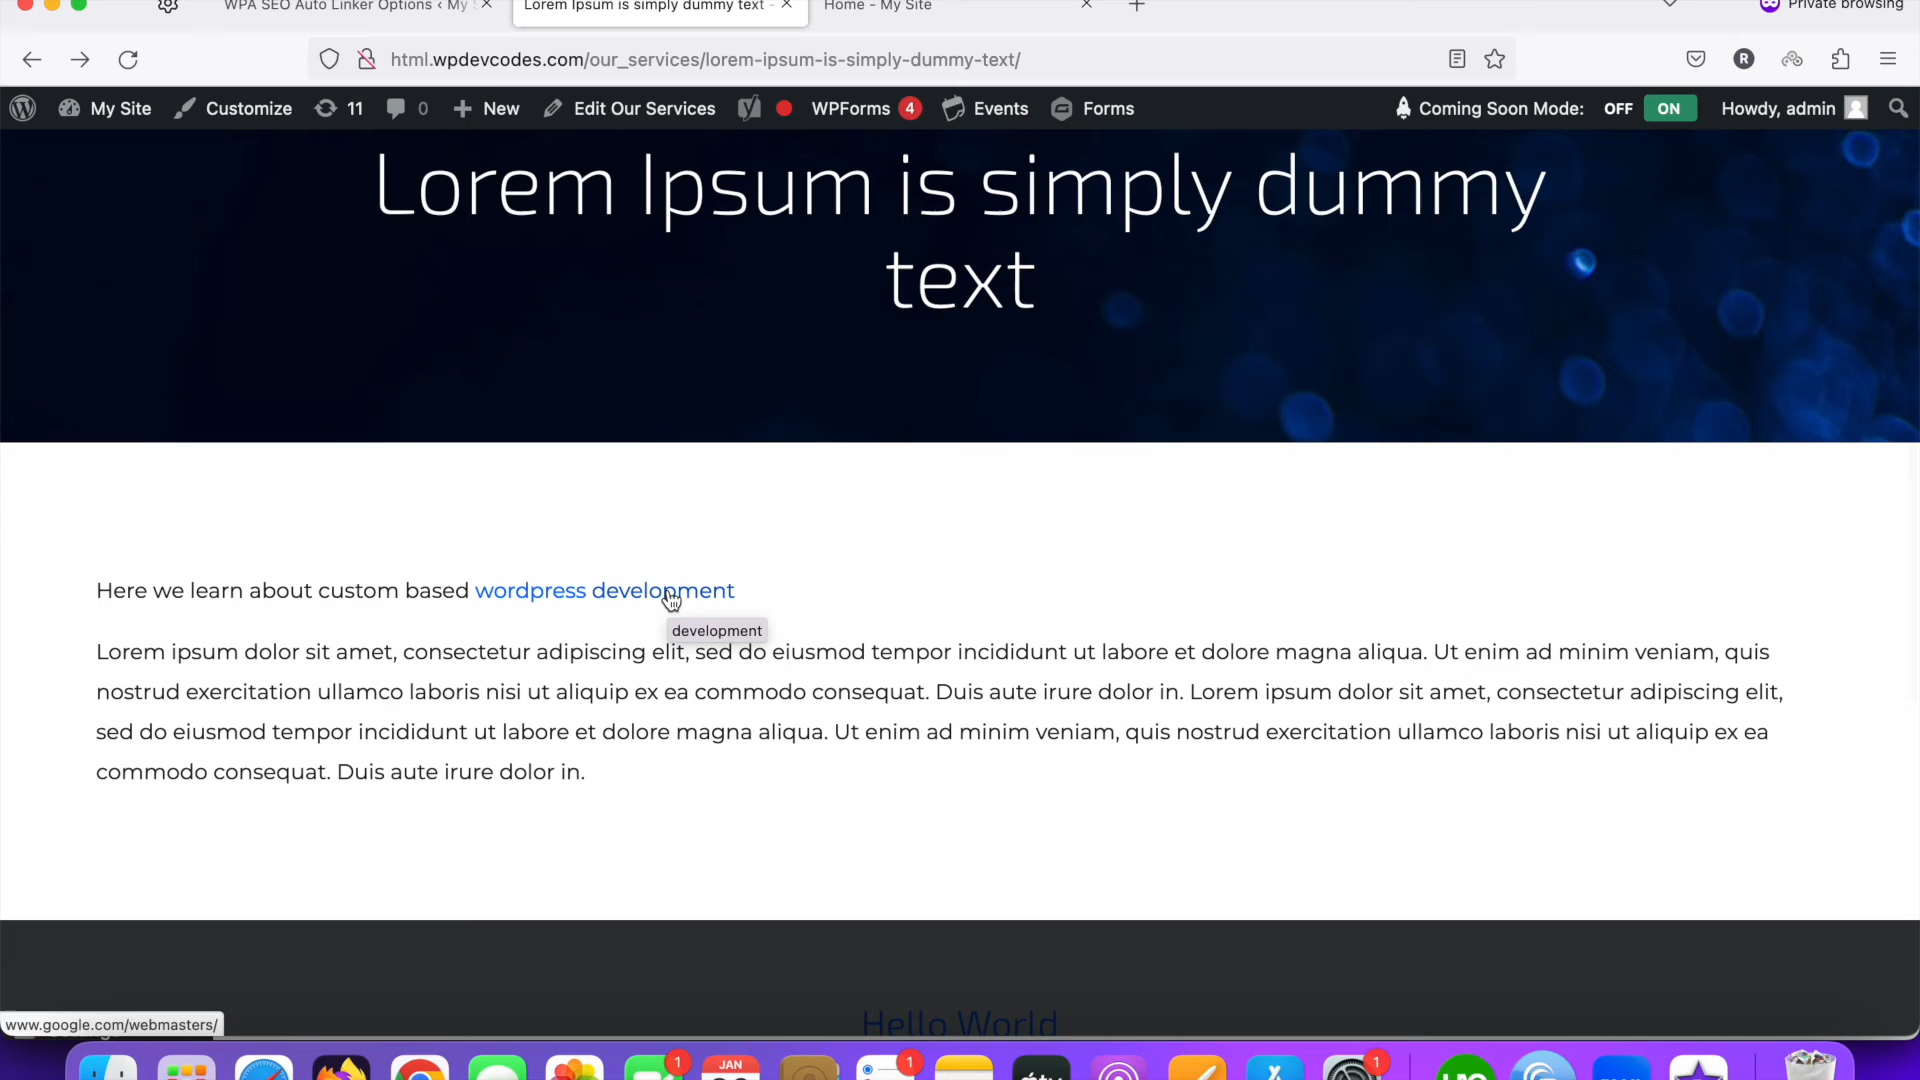 WPA SEO Auto Linker Options ‹ My S
Lorem Ipsum is simply dummy text -
Home - My Site
Private browsing
html.wpdevcodes.com/our_services/lorem-ipsum-is-simply-dummy-text/
R
My Site
Customize
11
0
New
Edit Our Services
WPForms 4
Events
Forms
Coming Soon Mode: OFF ON
Howdy, admin
Lorem Ipsum is simply dummy
text
Here we learn about custom based wordpress development
development
Lorem ipsum dolor sit amet, consectetur adipiscing elit, sed do eiusmod tempor incididunt ut labore et dolore magna aliqua. Ut enim ad minim veniam, quis
nostrud exercitation ullamco laboris nisi ut aliquip ex ea commodo consequat. Duis aute irure dolor in. Lorem ipsum dolor sit amet, consectetur adipiscing elit,
sed do eiusmod tempor incididunt ut labore et dolore magna aliqua. Ut enim ad minim veniam, quis nostrud exercitation ullamco laboris nisi ut aliquip ex ea
commodo consequat. Duis aute irure dolor in.
Hello World
www.google.com/webmasters/
1
JAN
1
1